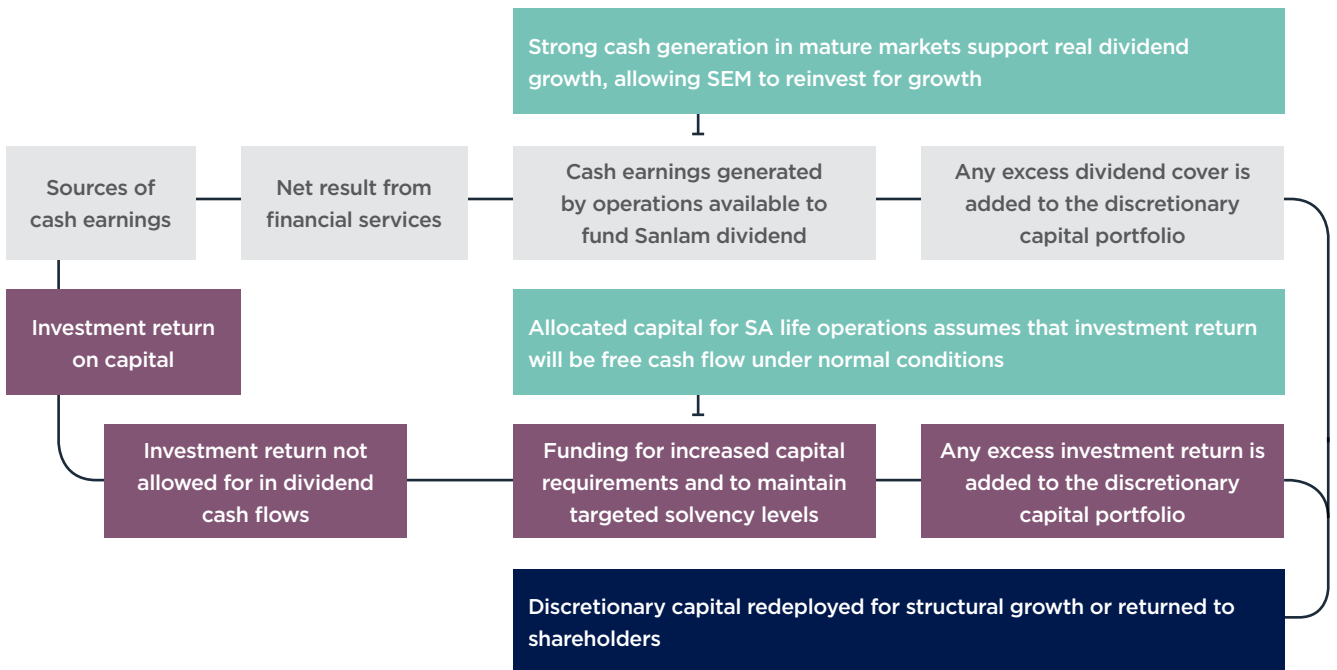 Strong cash generation in mature markets support real dividend
growth, allowing SEM to reinvest for growth
Sources of
cash earnings
Net result from
financial services
Cash earnings generated
by operations available to
fund Sanlam dividend
Any excess dividend cover is
added to the discretionary
capital portfolio
Investment return
on capital
Allocated capital for SA life operations assumes that investment return
will be free cash flow under normal conditions
Investment return not
allowed for in dividend
cash flows
Funding for increased capital
requirements and to maintain
targeted solvency levels
Any excess investment return is
added to the discretionary
capital portfolio
Discretionary capital redeployed for structural growth or returned to
shareholders